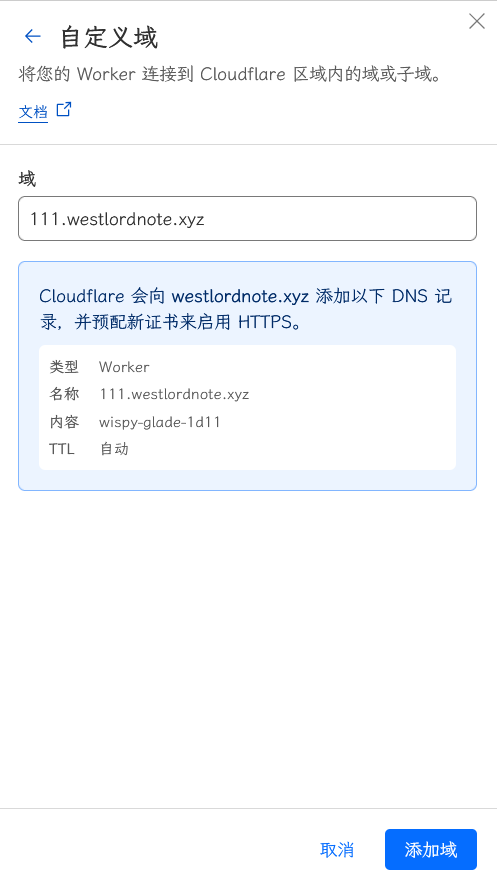 自定义域
将您的 Worker 连接到 Cloudflare 区域内的域或子域。
文档
域
111.westlordnote.xyz
Cloudflare 会向 westlordnote.xyz 添加以下 DNS 记
录，并预配新证书来启用 HTTPS。
类型 Worker
名称 111.westlordnote.xyz
内容 wispy-glade-1d11
TTL 自动
取消 添加域